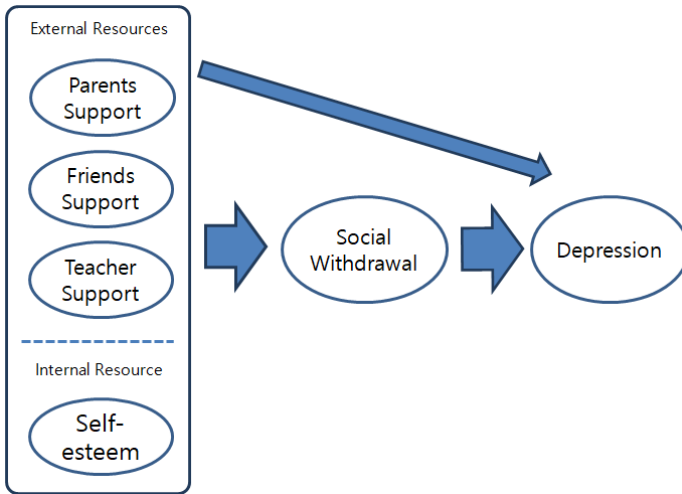 External Resources
Parents
Support
Friends
Support
Teacher
Support
Internal Resource
Self-
esteem
Social
Withdrawal
Depression